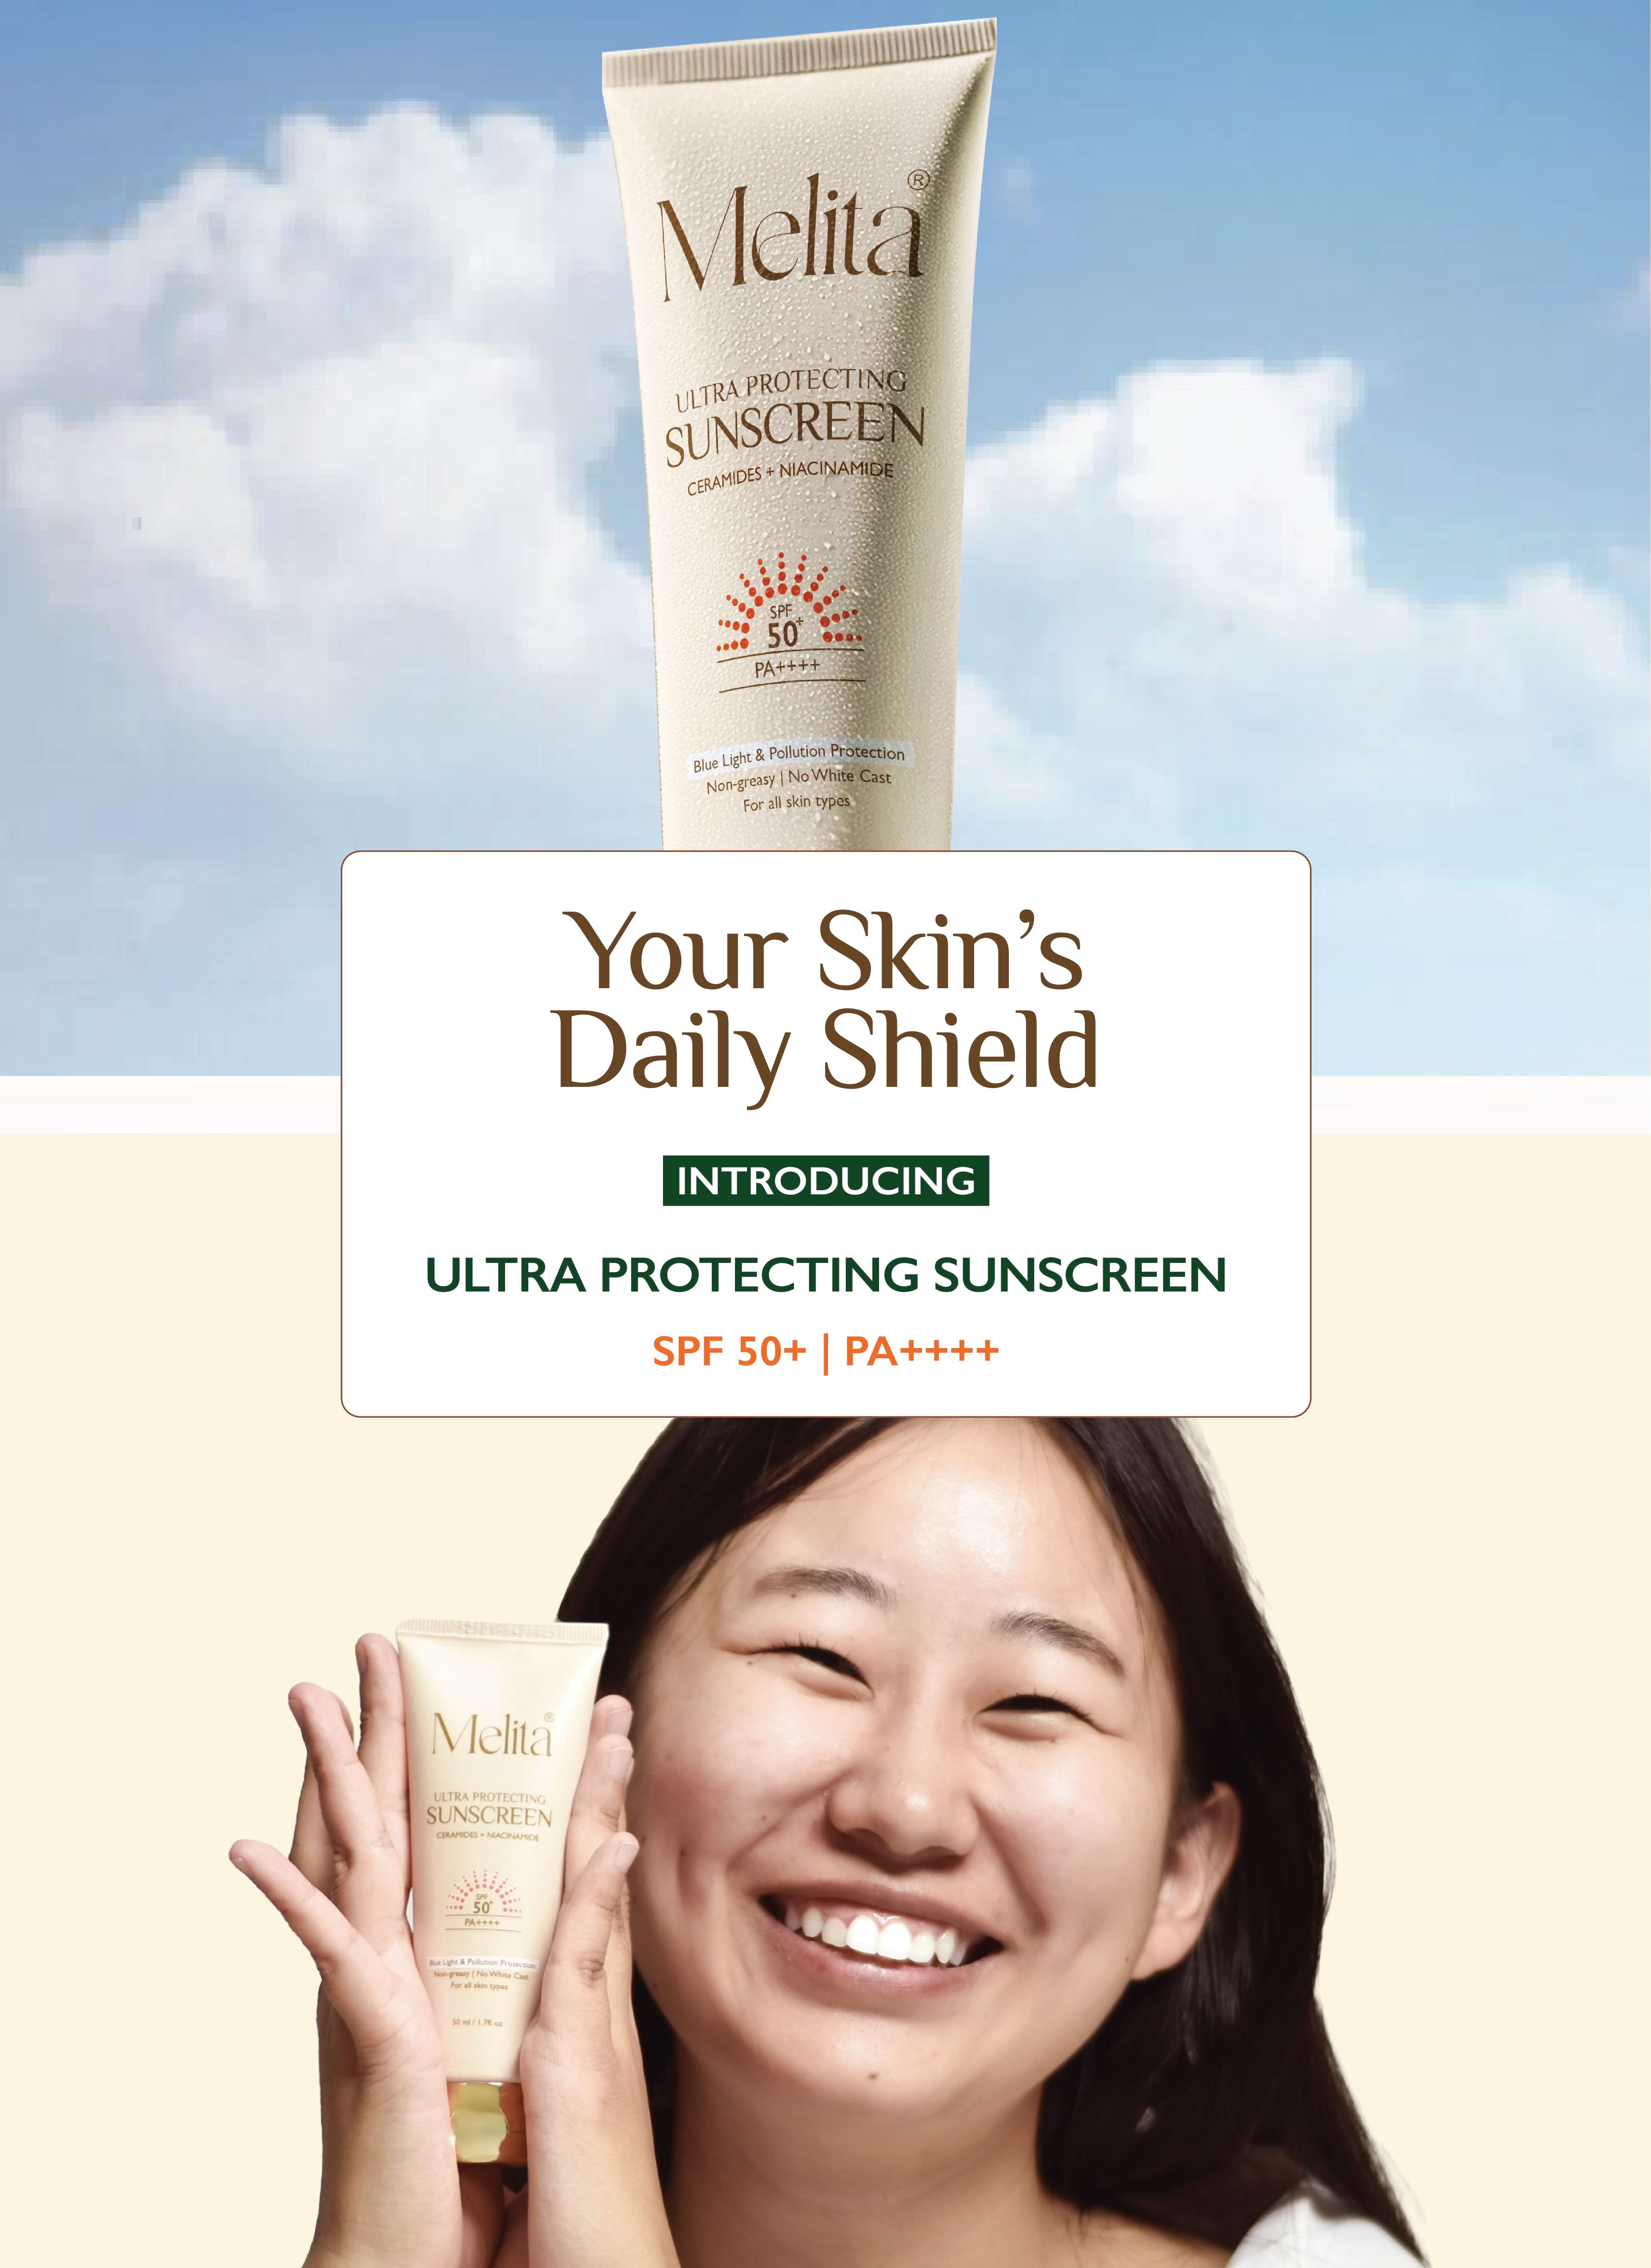 Melita®
ULTRA PROTECTING
SUNSCREEN
CERAMIDES + NIACINAMIDE
SPF
50+
PA++++
Blue Light & Pollution Protection
Non-greasy | No White Cast
For all skin types
Your Skin’s
Daily Shield
INTRODUCING
ULTRA PROTECTING SUNSCREEN
SPF 50+ | PA++++
Melita®
ULTRA PROTECTING
SUNSCREEN
CERAMIDES + NIACINAMIDE
SPF
50+
PA++++
Blue Light & Pollution Protection
Non-greasy | No White Cast
For all skin types
50 ml / 1.7fl. oz